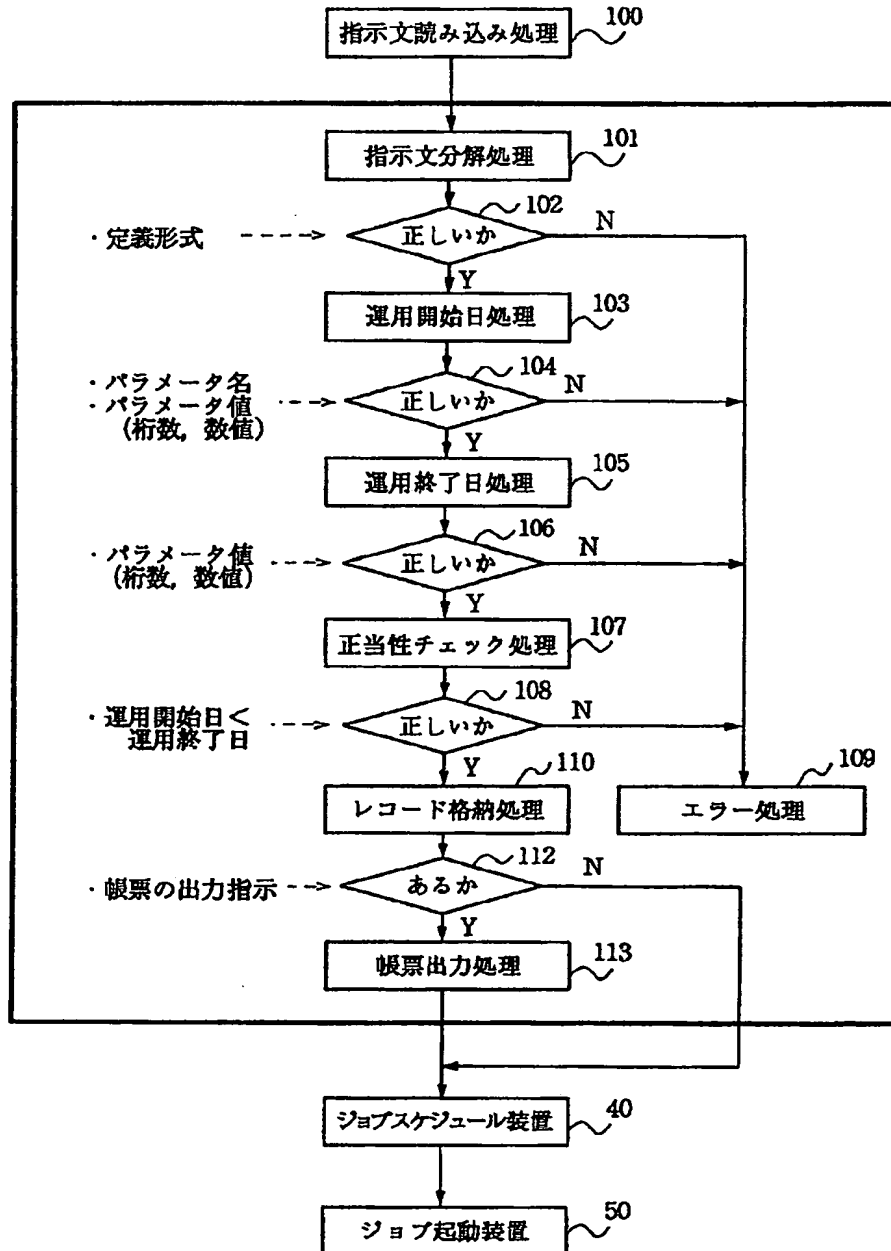 指示文読み込み処理 100
指示文分解処理 101
102
・定義形式 正しいか N
Y
運用開始日処理 103
104
・パラメータ名
・パラメータ値 正しいか N
(桁数，数値)
Y
運用終了日処理 105
106
・パラメータ値 正しいか N
(桁数，数値)
Y
正当性チェック処理 107
108
・運用開始日＜ 正しいか N
運用終了日
Y
110
レコード格納処理
109
エラー処理
112
・帳票の出力指示 あるか N
Y
帳票出力処理 113
ジョブスケジュール装置 40
ジョブ起動装置 50